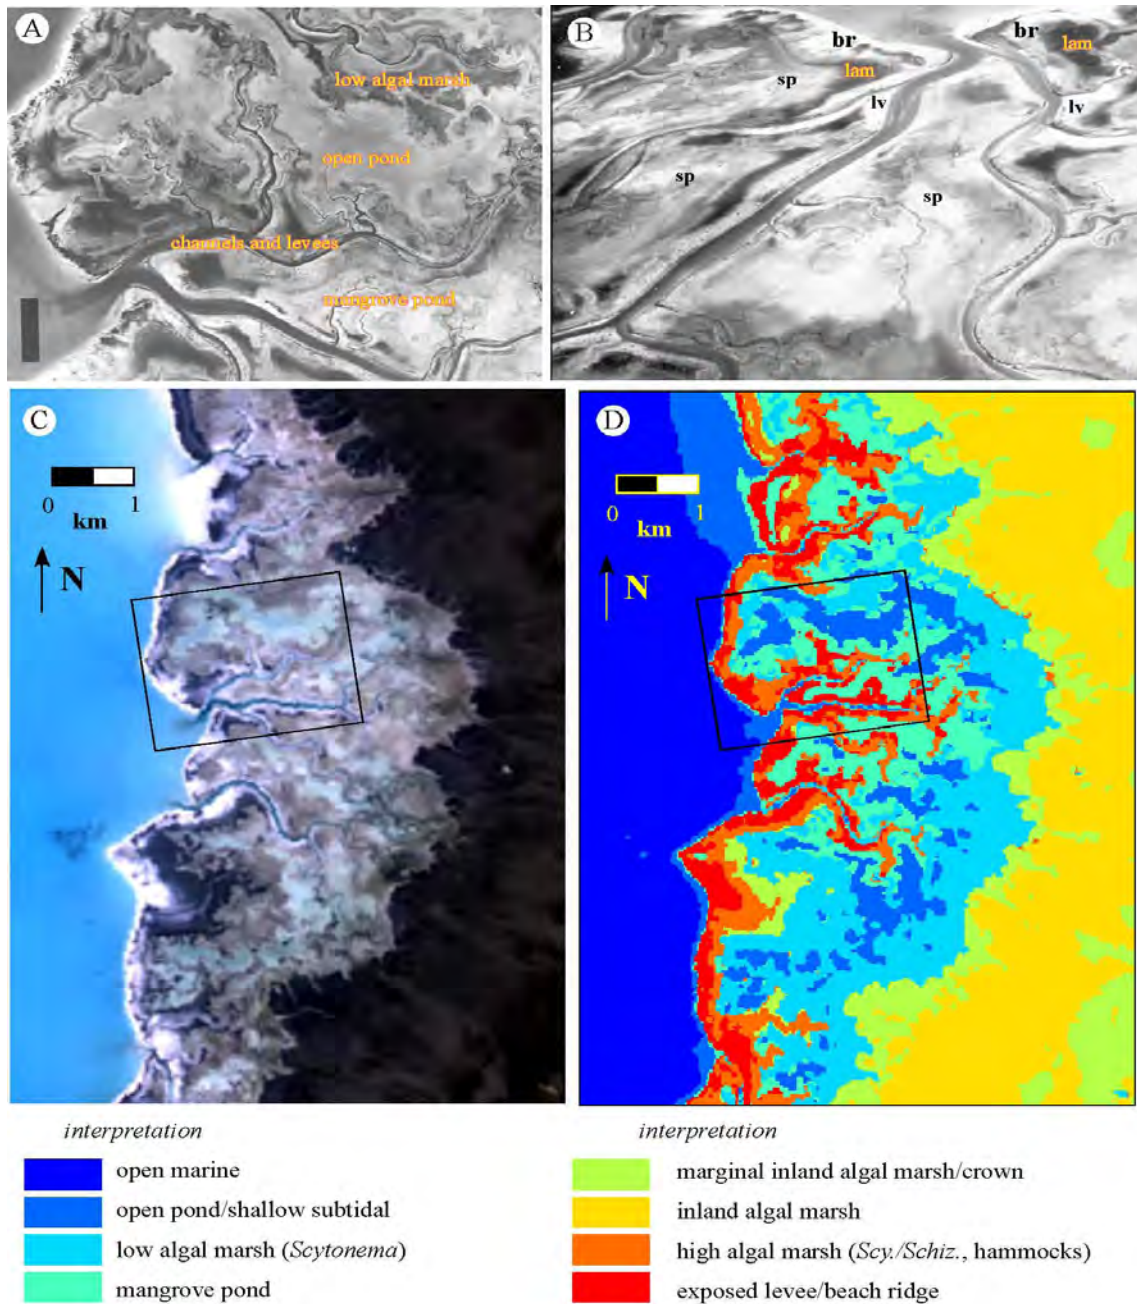 A
low algal marsh
open pond
channels and levees
mangrove pond
B
br
br
lam
lam
sp
lv
lv
sp
sp
C
0 1
km
N
D
0 1
km
N
interpretation
open marine
open pond/shallow subtidal
low algal marsh (Scytonema)
mangrove pond
interpretation
marginal inland algal marsh/crown
inland algal marsh
high algal marsh (Scy./Schiz., hammocks)
exposed levee/beach ridge